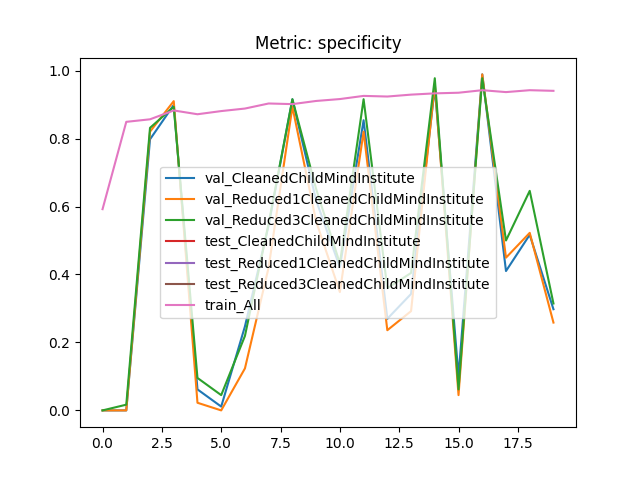 Metric: specificity
1.0
0.8
0.6
0.4
0.2
0.0
val_CleanedChildMindInstitute
val_Reduced1CleanedChildMindInstitute
val_Reduced3CleanedChildMindInstitute
test_CleanedChildMindInstitute
test_Reduced1CleanedChildMindInstitute
test_Reduced3CleanedChildMindInstitute
train_All
0.0 2.5 5.0 7.5 10.0 12.5 15.0 17.5